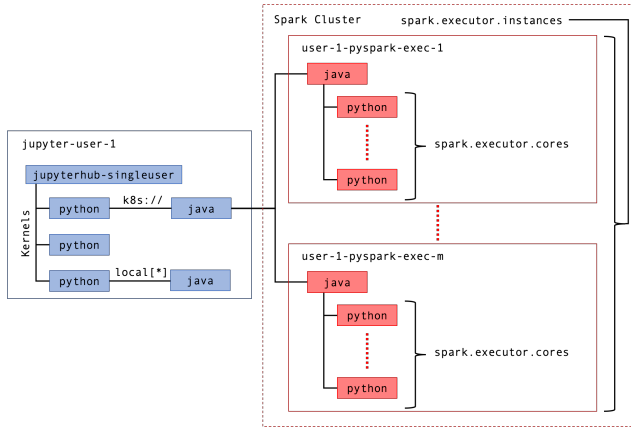 Spark Cluster
spark.executor.instances
user-1-pyspark-exec-1
java
python
spark.executor.cores
python
jupyter-user-1
jupyterhub-singleuser
Kernels
python
k8s://
java
python
python
local[*]
java
user-1-pyspark-exec-m
java
python
spark.executor.cores
python